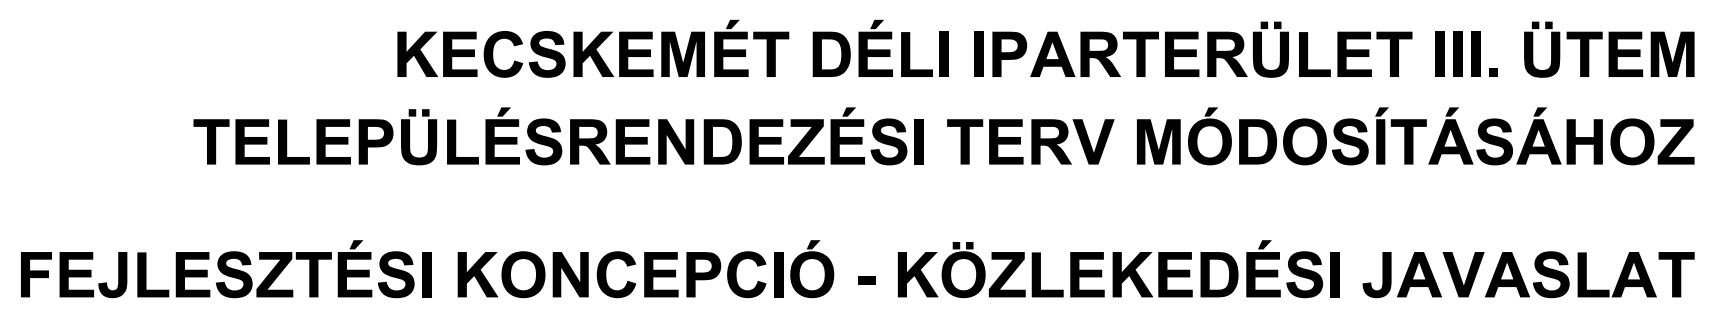 KECSKEMÉT DÉLI IPARTERÜLET III. ÜTEM
TELEPÜLÉSRENDEZÉSI TERV MÓDOSÍTÁSÁHOZ
FEJLESZTÉSI KONCEPCIÓ - KÖZLEKEDÉSI JAVASLAT